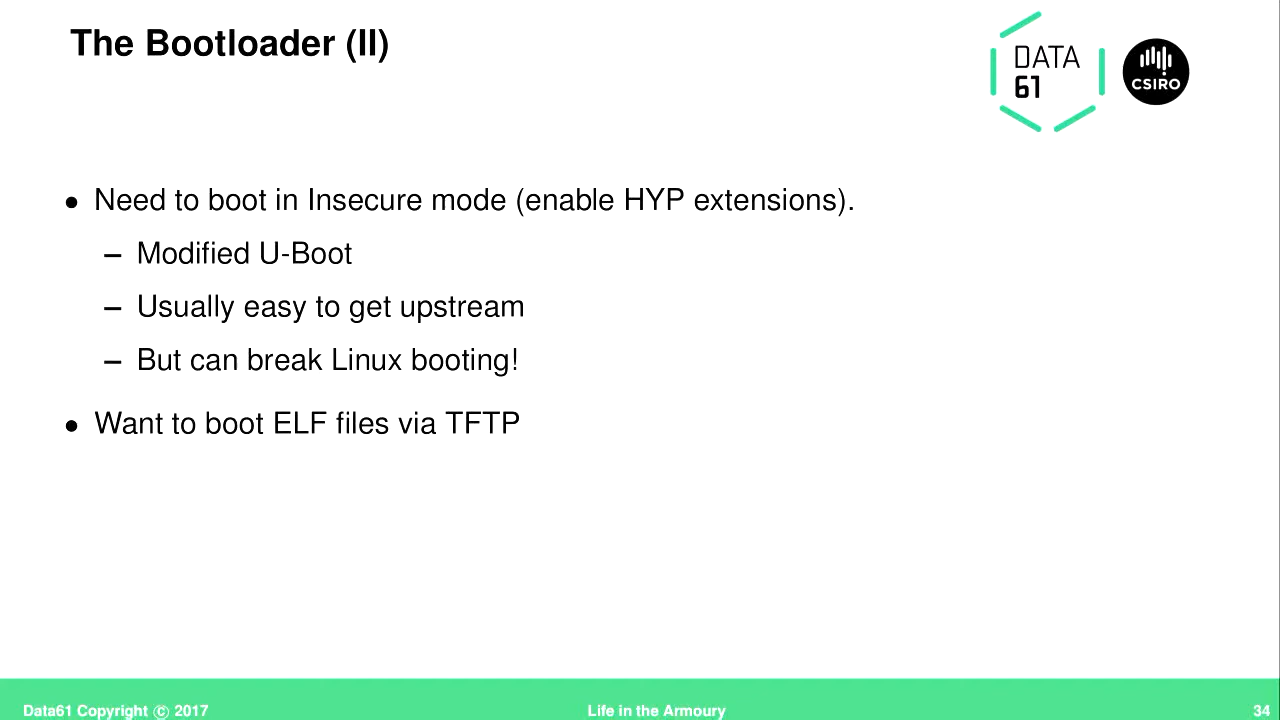 The Bootloader (II)
DATA
61
CSIRO
• Need to boot in Insecure mode (enable HYP extensions).
– Modified U-Boot
– Usually easy to get upstream
– But can break Linux booting!
• Want to boot ELF files via TFTP
Data61 Copyright © 2017
Life in the Armoury
34